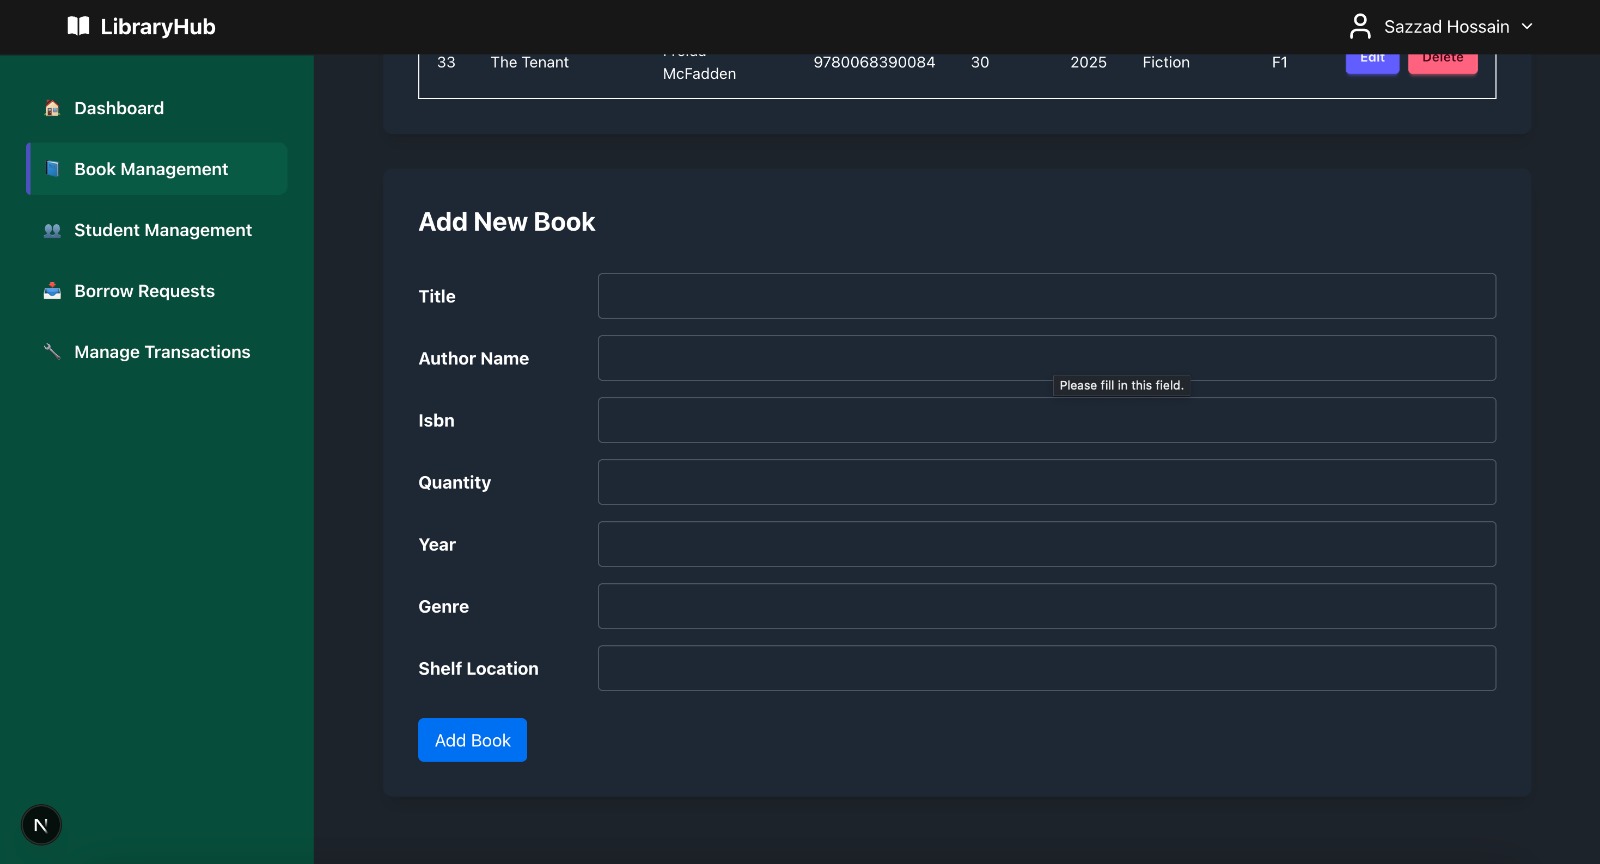 LibraryHub
Sazzad Hossain
Dashboard
Book Management
Student Management
Borrow Requests
Manage Transactions
33 The Tenant McFadden 9780068390084 30 2025 Fiction F1 Edit Delete
Add New Book
Title
Author Name
Please fill in this field.
Isbn
Quantity
Year
Genre
Shelf Location
Add Book
N